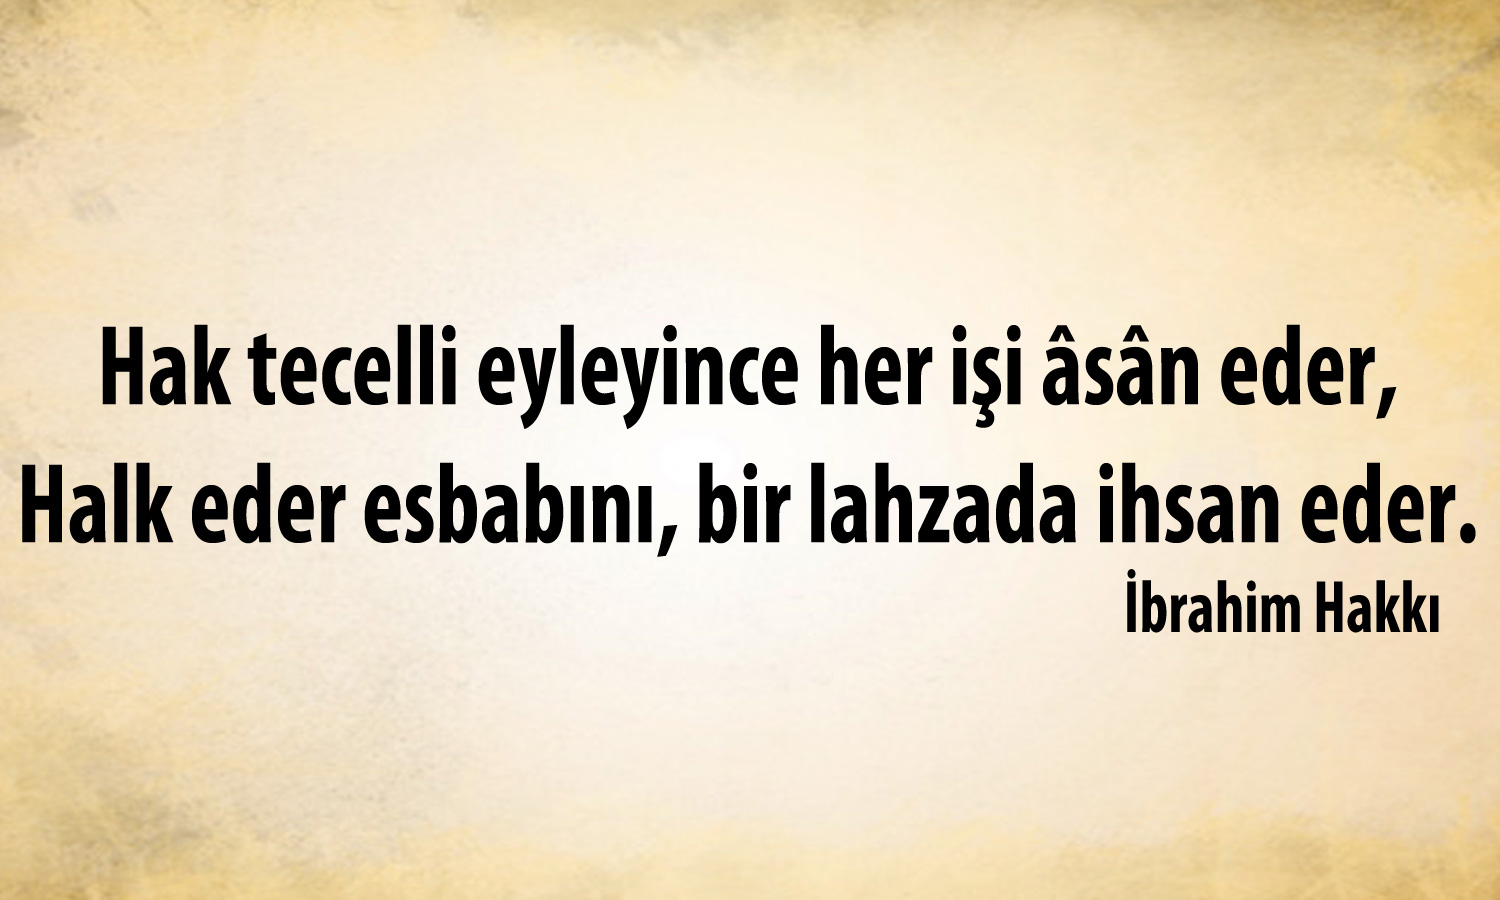 Hak tecelli eyleyince her işi âsân eder,
Halk eder esbabını, bir lahzada ihsan eder.
İbrahim Hakkı